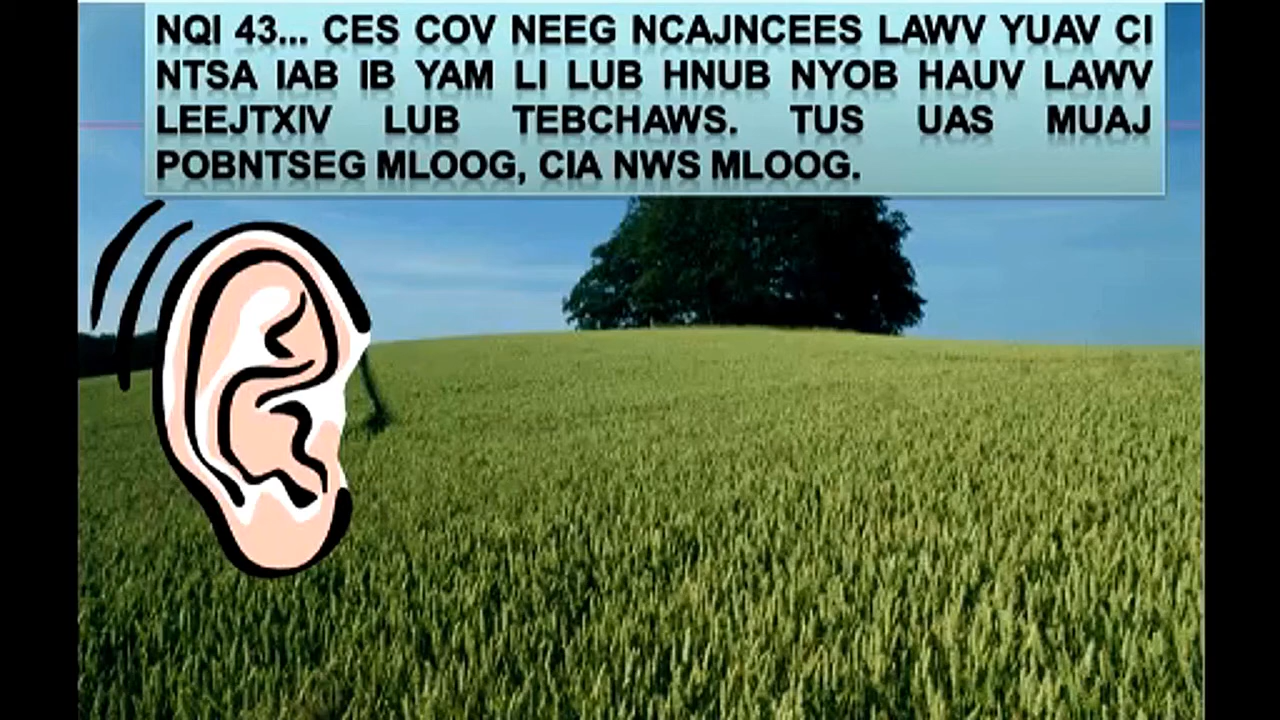 NQI 43... CES COV NEEG NCAJNCEES LAWV YUAV CI
NTSA IAB IB YAM LI LUB HNUB NYOB HAUV LAWV
LEEJTXIV LUB TEBCHAWS. TUS UAS MUAJ
POBNTSEG MLOOG, CIA NWS MLOOG.